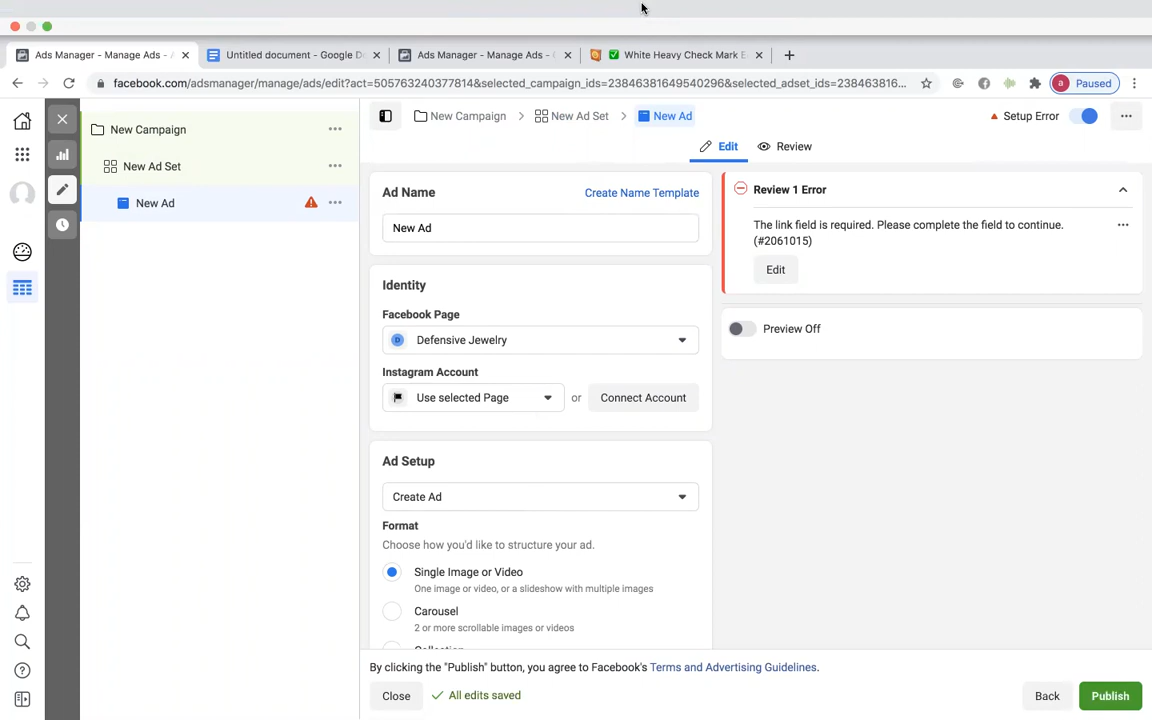 Ads Manager - Manage Ads - A
Untitled document - Google D
Ads Manager - Manage Ads -
White Heavy Check Mark E
facebook.com/adsmanager/manage/ads/edit?act=505763240377814&selected_campaign_ids=23846381649540296&selected_adset_ids=238463816...
a Paused
New Campaign
New Ad Set
New Ad
New Campaign > New Ad Set > New Ad
Setup Error
Edit
Review
Ad Name
Create Name Template
New Ad
Identity
Facebook Page
D Defensive Jewelry
Instagram Account
Use selected Page or Connect Account
Ad Setup
Create Ad
Format
Choose how you'd like to structure your ad.
Single Image or Video
One image or video, or a slideshow with multiple images
Carousel
2 or more scrollable images or videos
Review 1 Error
The link field is required. Please complete the field to continue.
(#2061015)
Edit
Preview Off
By clicking the "Publish" button, you agree to Facebook's Terms and Advertising Guidelines.
Close
All edits saved
Back
Publish